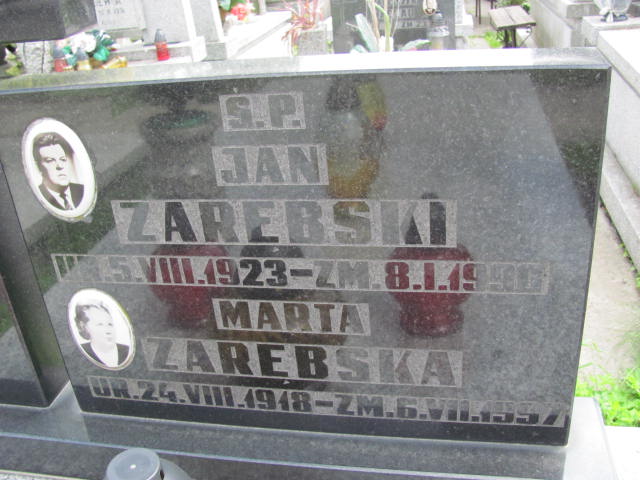 Ś.P.
JAN
ZARĘBSKI
UR.5.VIII.1923-ZM.8.I.1990
MARTA
ZARĘBSKA
UR.24.VIII.1918-ZM.6.VII.1997